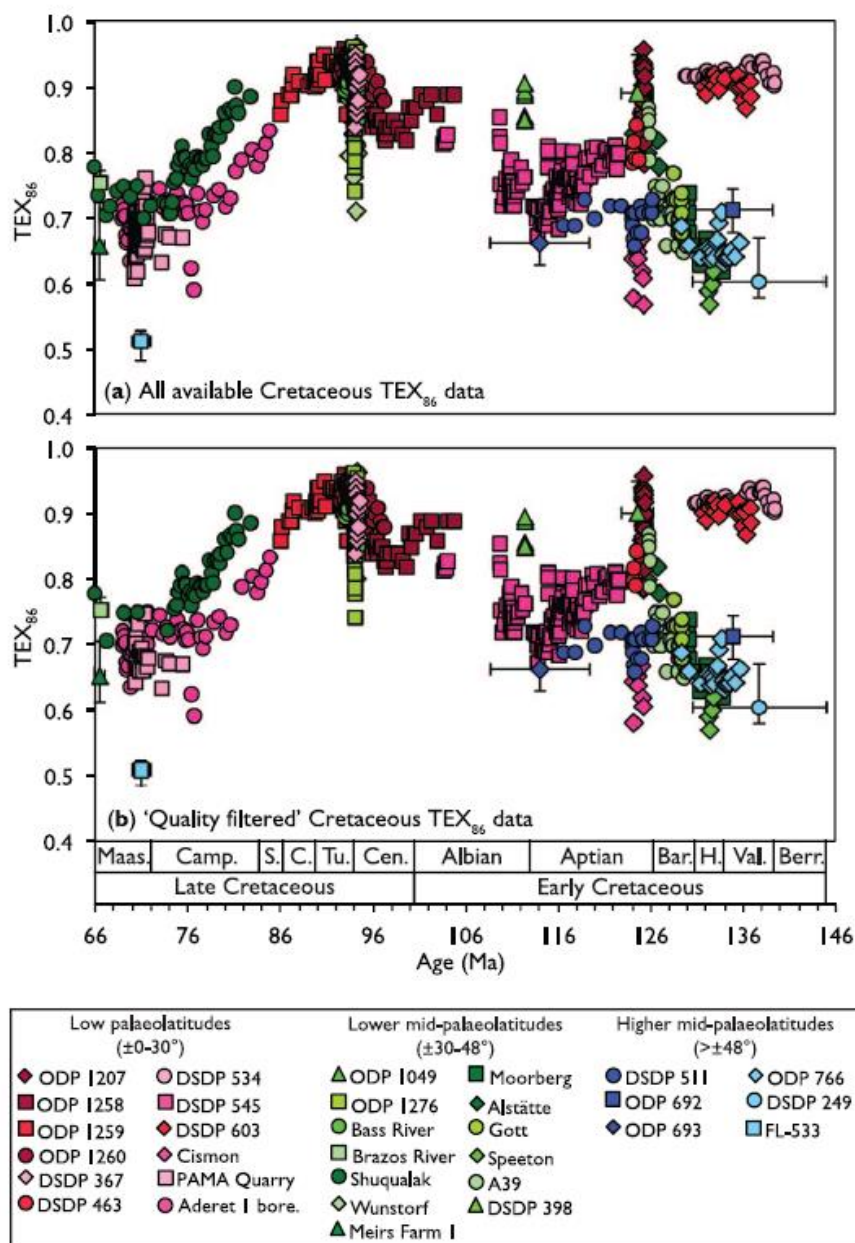 1.0
0.9
0.8
0.7
0.6
0.5
0.4
TEX86
(a) All available Cretaceous TEX86 data
1.0
0.9
0.8
0.7
0.6
0.5
0.4
TEX86
(b) 'Quality filtered' Cretaceous TEX86 data
Maas. Camp. S. C. Tu. Cen. Albian Aptian Bar. H. Val. Berr.
Late Cretaceous Early Cretaceous
66 76 86 96 106 116 126 136 146
Age (Ma)
Low palaeolatitudes
(±0-30°)
ODP 1207 DSDP 534
ODP 1258 DSDP 545
ODP 1259 DSDP 603
ODP 1260 Cismon
DSDP 367 PAMA Quarry
DSDP 463 Aderet 1 bore.
Lower mid-palaeolatitudes
(±30-48°)
ODP 1049 Moorberg
ODP 1276 Alstätte
Bass River Gott
Brazos River Speeton
Shuqualak A39
Wunstorf DSDP 398
Meirs Farm 1
Higher mid-palaeolatitudes
(>±48°)
DSDP 511 ODP 766
ODP 692 DSDP 249
ODP 693 FL-533